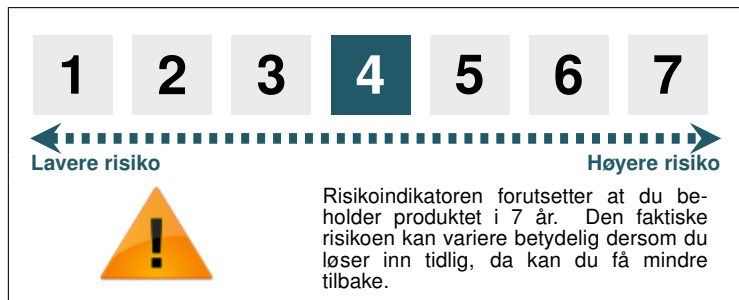 1 2 3 4 5 6 7
Lavere risiko Høyere risiko
!
Risikoindikatoren forutsetter at du be-
holder produktet i 7 år. Den faktiske
risikoen kan variere betydelig dersom du
løser inn tidlig, da kan du få mindre
tilbake.